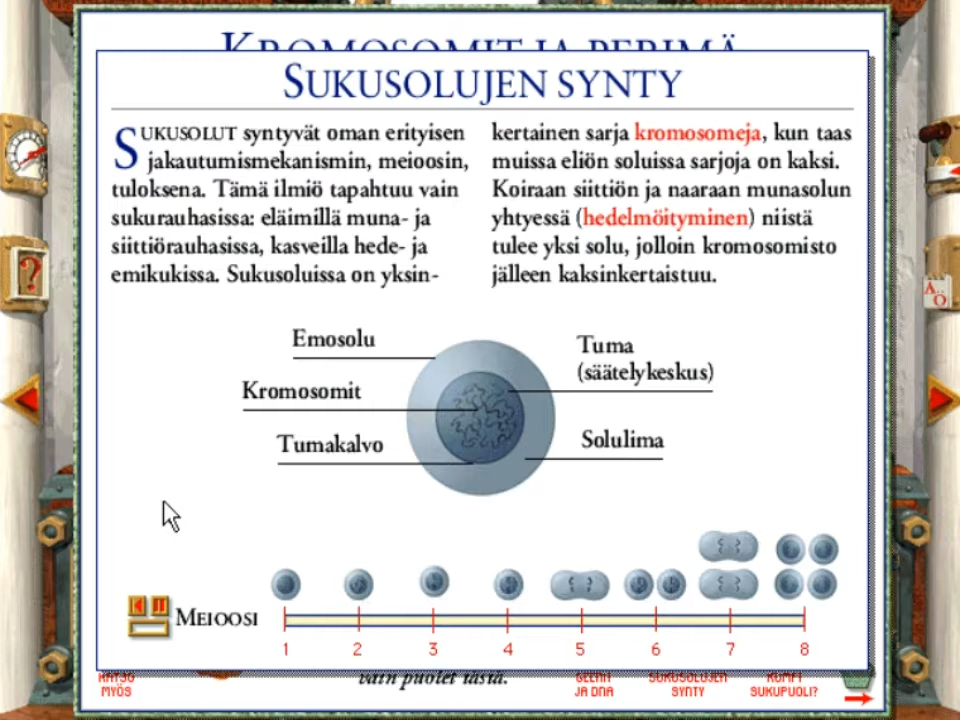 KROMOSOMIT JA PERIMÄ
SUKUSOLUJEN SYNTY
SUKUSOLUT syntyvät oman erityisen
jakautumismekanismin, meioosin,
tuloksena. Tämä ilmiö tapahtuu vain
sukurauhasissa: eläimillä muna- ja
siittiörauhasissa, kasveilla hede- ja
emikukissa. Sukusoluissa on yksin-
kertainen sarja kromosomeja, kun taas
muissa eliön soluissa sarjoja on kaksi.
Koiraan siittiön ja naaraan munasolun
yhtyessä (hedelmöityminen) niistä
tulee yksi solu, jolloin kromosomisto
jälleen kaksinkertaistuu.
Emosolu
Kromosomit
Tumakalvo
Tuma
(säätelykeskus)
Solulima
MEIOOSI
1 2 3 4 5 6 7 8
vain puolet tästä.
KATSO
MYÖS
GEENIT
JA DNA
SUKUSOLUJEN
SYNTY
KUMPI
SUKUPUOLI?
?
A...
Ö